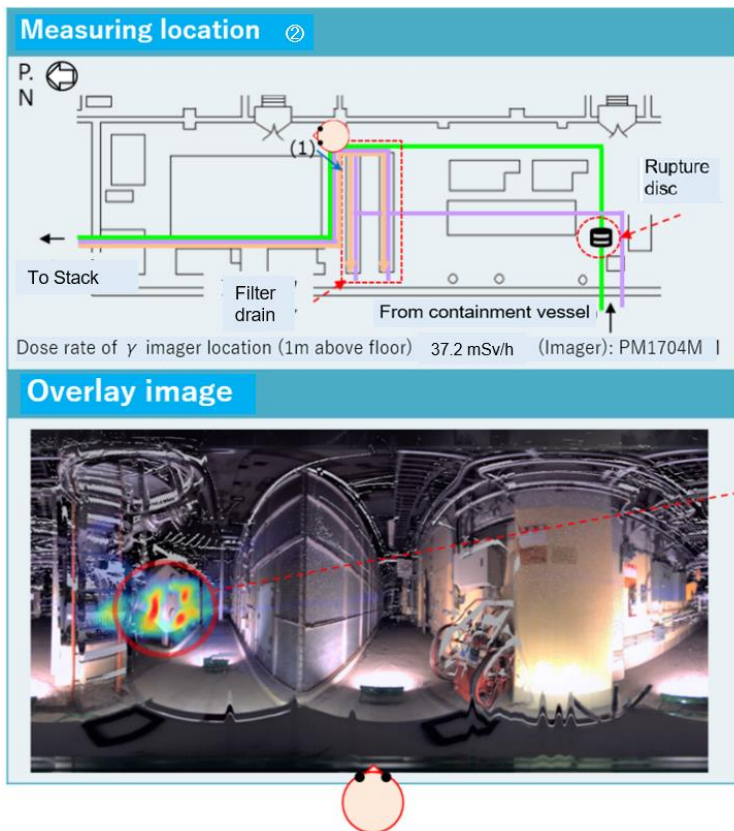 Measuring location ②
P.
N
(1)
Rupture
disc
To Stack
Filter
drain
From containment vessel
Dose rate of γ imager location (1m above floor) 37.2 mSv/h (Imager): PM1704M
Overlay image